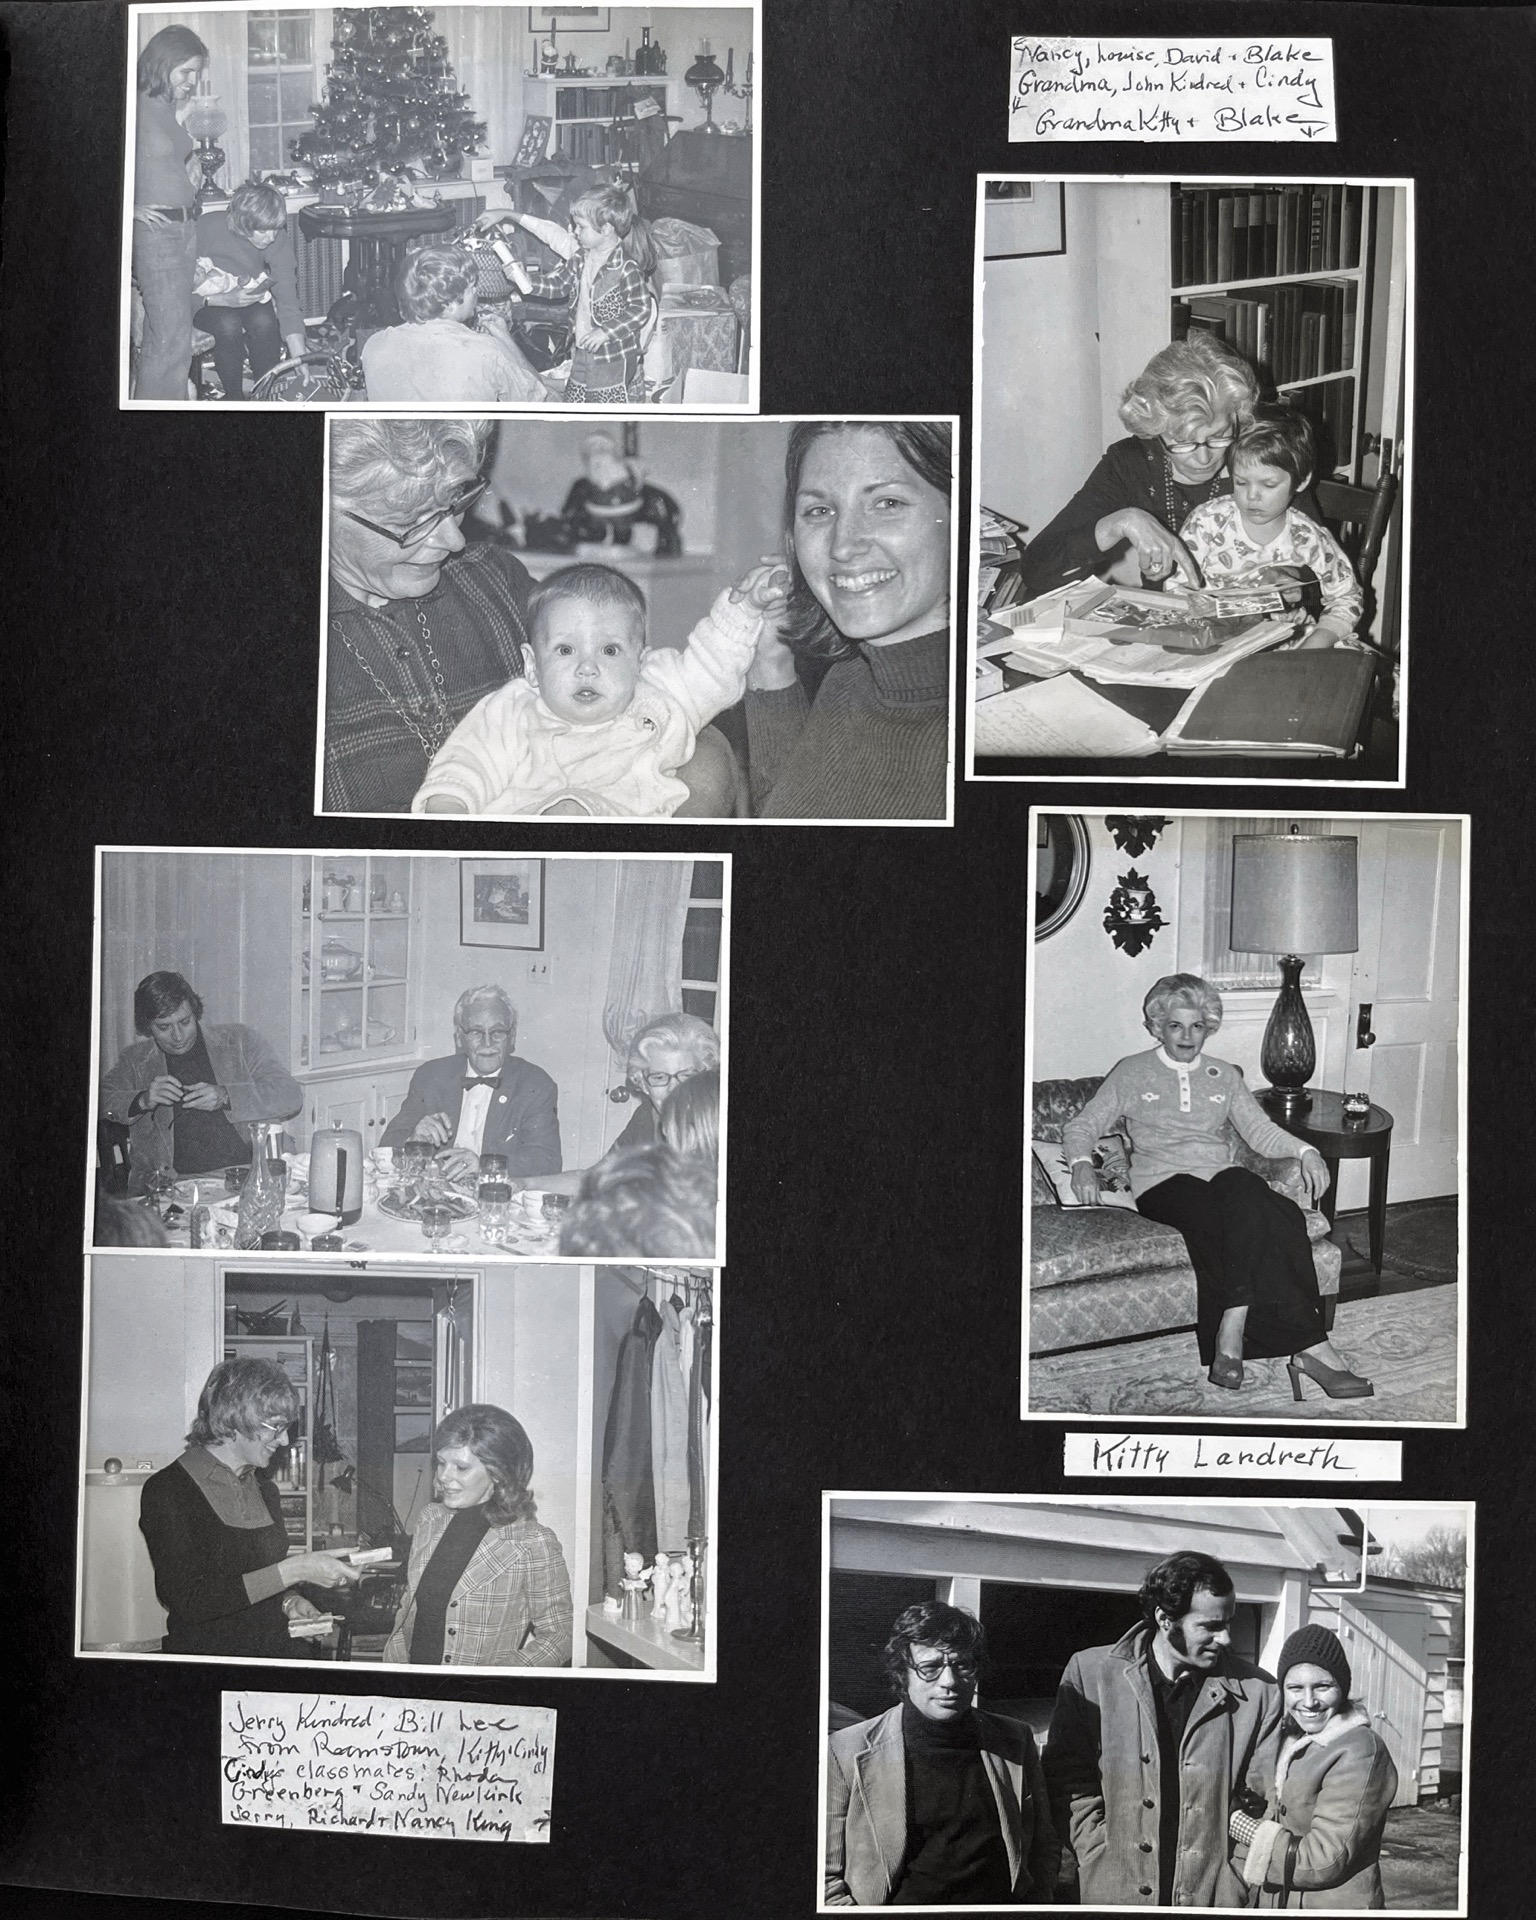 Nancy, Louise, David + Blake
Grandma, John Kindred + Cindy
Grandma Kitty + Blake
Kitty Landreth
Jerry Kindred, Bill Lee
from Reamstown, Kitty + Cindy
Cindy's classmates: Rhoda
Greenberg + Sandy Newkirk
Jerry, Richard + Nancy King